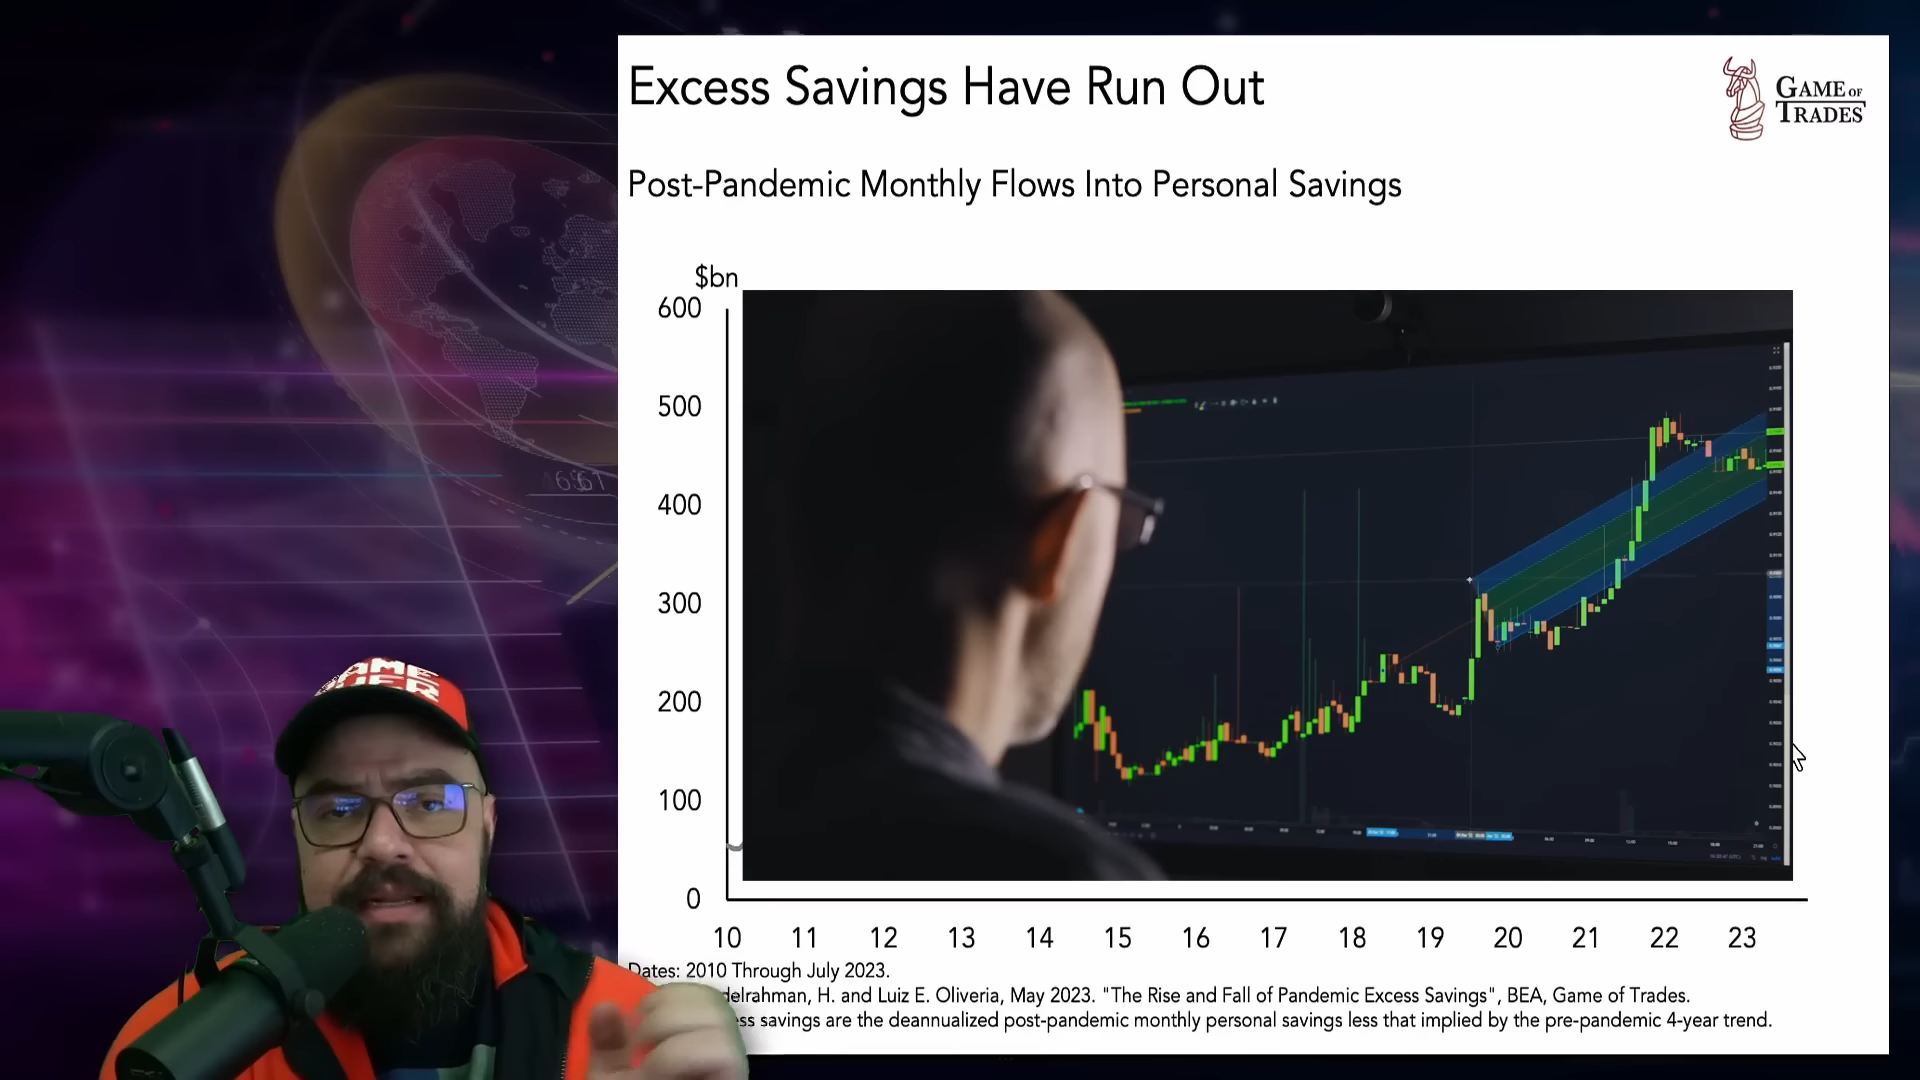 Excess Savings Have Run Out
GAME OF
TRADES
Post-Pandemic Monthly Flows Into Personal Savings
$bn
600
500
400
300
200
100
0
10 11 12 13 14 15 16 17 18 19 20 21 22 23
Dates: 2010 Through July 2023.
delrahman, H. and Luiz E. Oliveria, May 2023. "The Rise and Fall of Pandemic Excess Savings", BEA, Game of Trades.
ss savings are the deannualized post-pandemic monthly personal savings less that implied by the pre-pandemic 4-year trend.